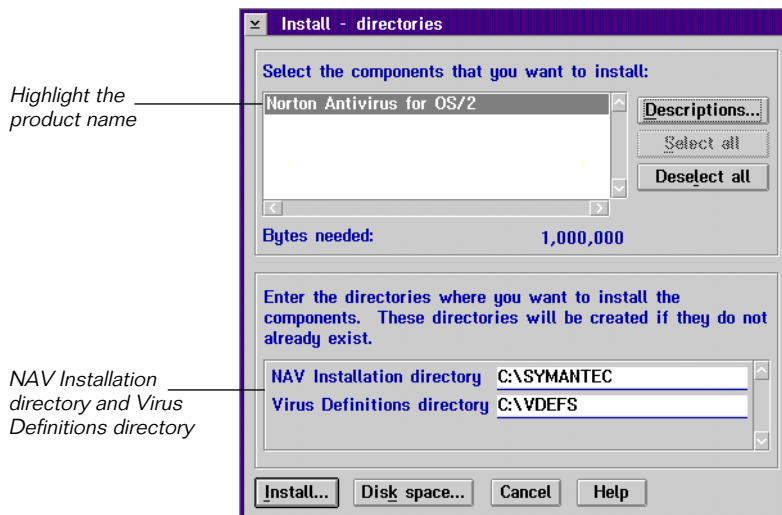 Install - directories
Select the components that you want to install:
Highlight the
product name
Norton Antivirus for OS/2
Descriptions...
Select all
Deselect all
Bytes needed: 1,000,000
Enter the directories where you want to install the
components. These directories will be created if they do not
already exist.
NAV Installation
directory and Virus
Definitions directory
NAV Installation directory C:\SYMANTEC
Virus Definitions directory C:\VDEFS
Install... Disk space... Cancel Help